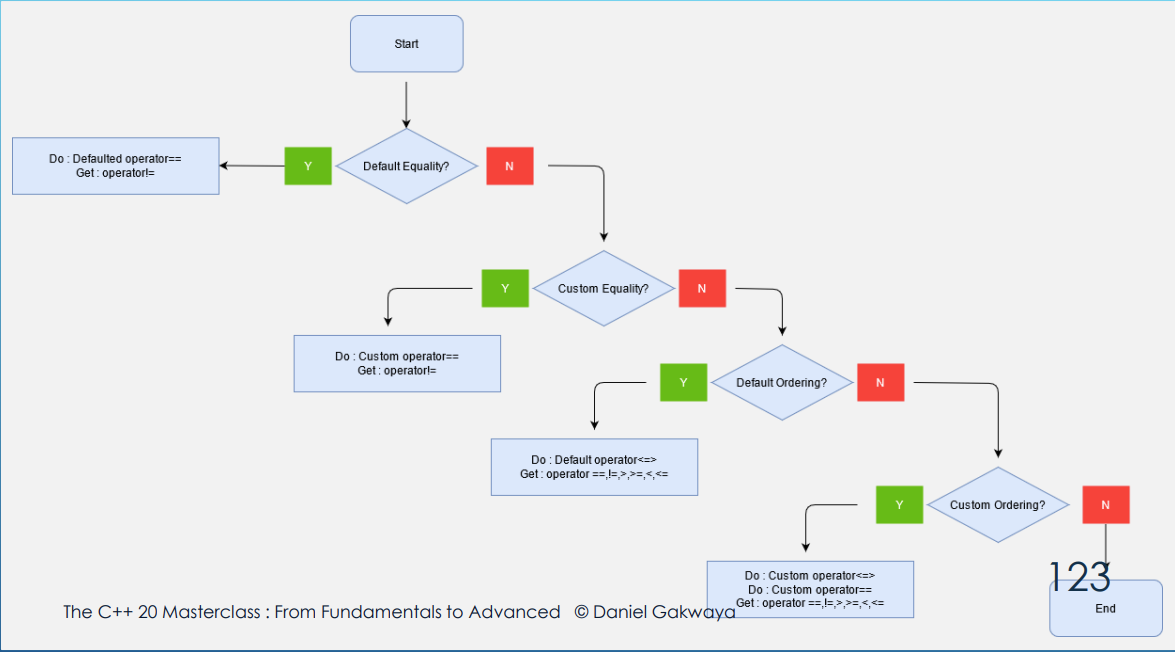 Start
Do : Defaulted operator==
Get : operator!=
Y
Default Equality?
N
Y
Custom Equality?
N
Do : Custom operator==
Get : operator!=
Y
Default Ordering?
N
Do : Default operator<=>
Get : operator ==,!=,>,>=,<,<=
Y
Custom Ordering?
N
Do : Custom operator<=>
Do : Custom operator==
Get : operator ==,!=,>,>=,<,<=
123
End
The C++ 20 Masterclass : From Fundamentals to Advanced © Daniel Gakwaya